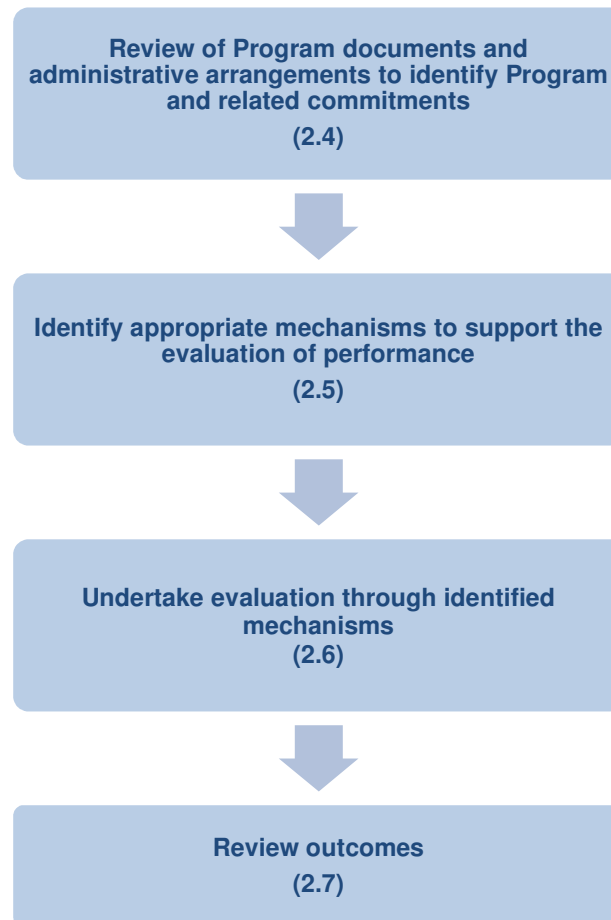 Review of Program documents and
administrative arrangements to identify Program
and related commitments
(2.4)
Identify appropriate mechanisms to support the
evaluation of performance
(2.5)
Undertake evaluation through identified
mechanisms
(2.6)
Review outcomes
(2.7)